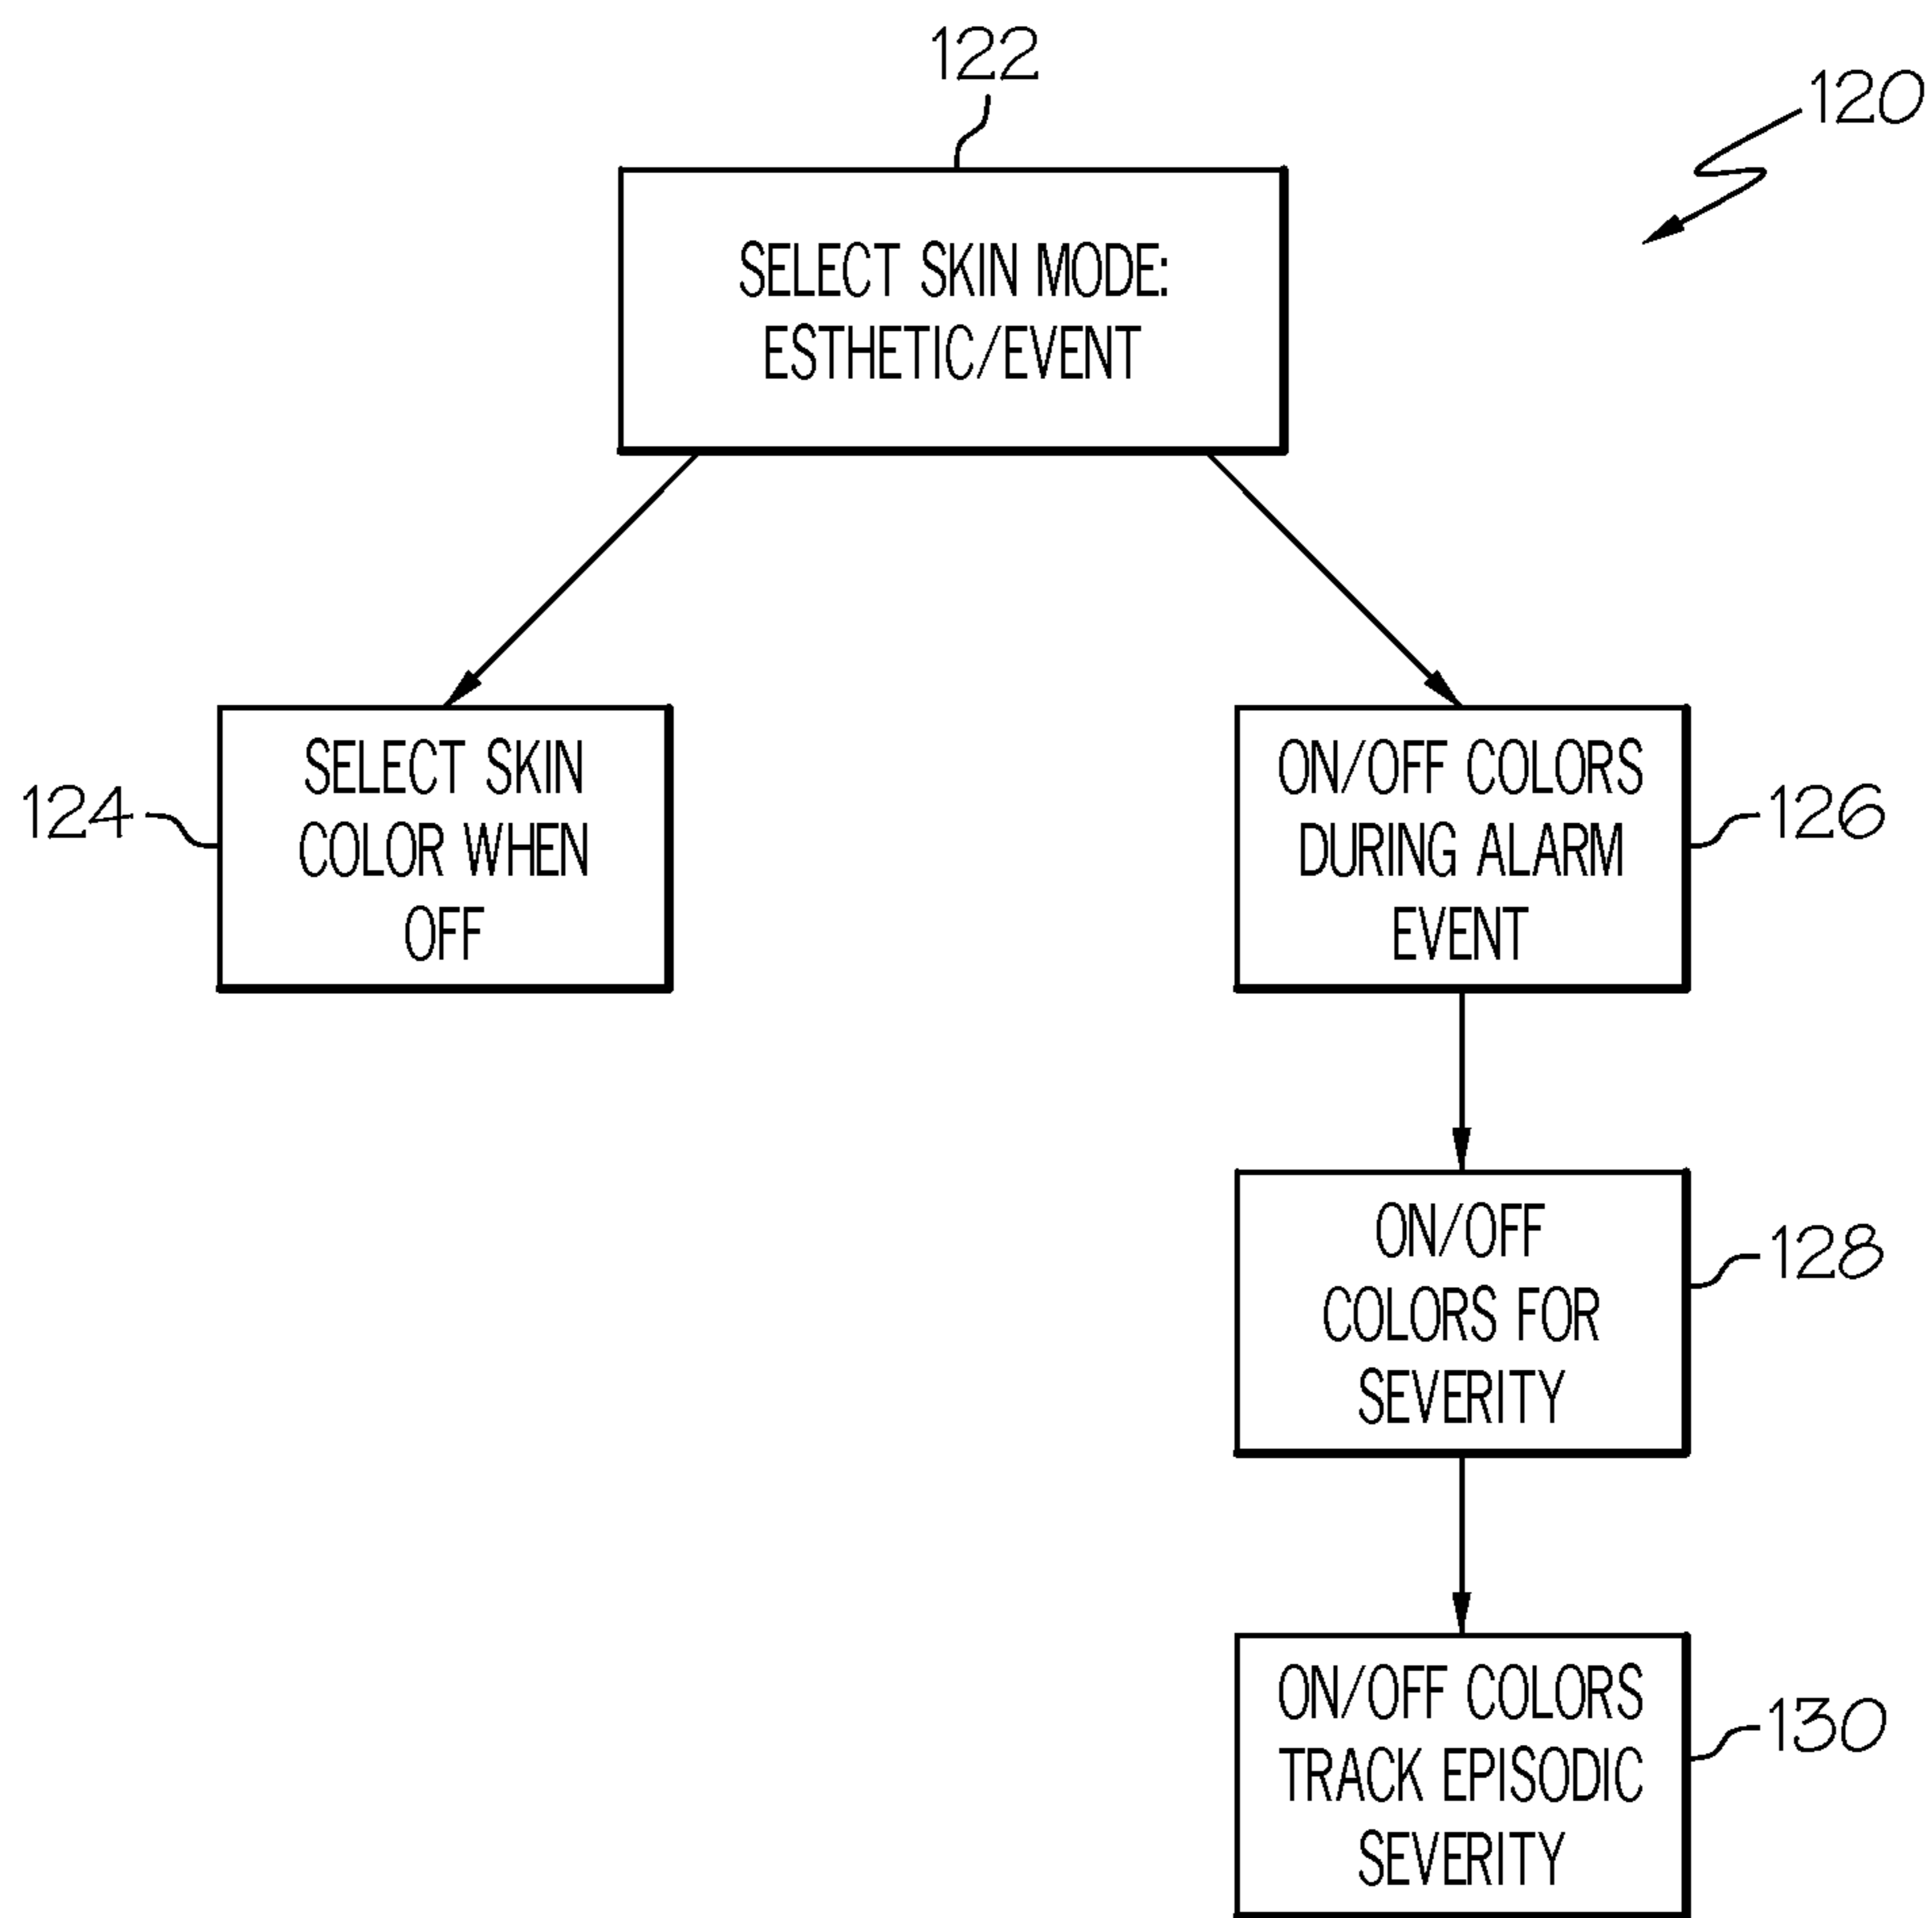 122
120
SELECT SKIN MODE:
ESTHETIC/EVENT
124
SELECT SKIN
COLOR WHEN
OFF
ON/OFF COLORS
DURING ALARM
EVENT
126
ON/OFF
COLORS FOR
SEVERITY
128
ON/OFF COLORS
TRACK EPISODIC
SEVERITY
130